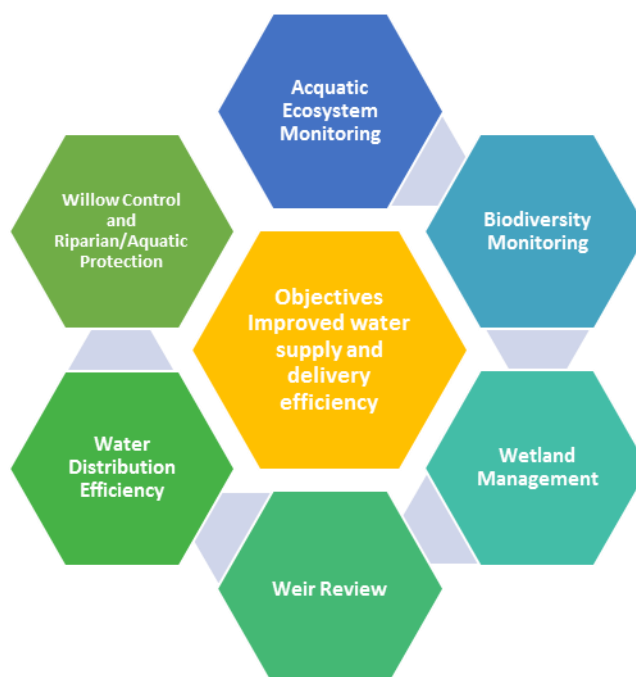 Acquatic
Ecosystem
Monitoring
Biodiversity
Monitoring
Wetland
Management
Weir Review
Water
Distribution
Efficiency
Willow Control
and
Riparian/Aquatic
Protection
Objectives
Improved water
supply and
delivery
efficiency